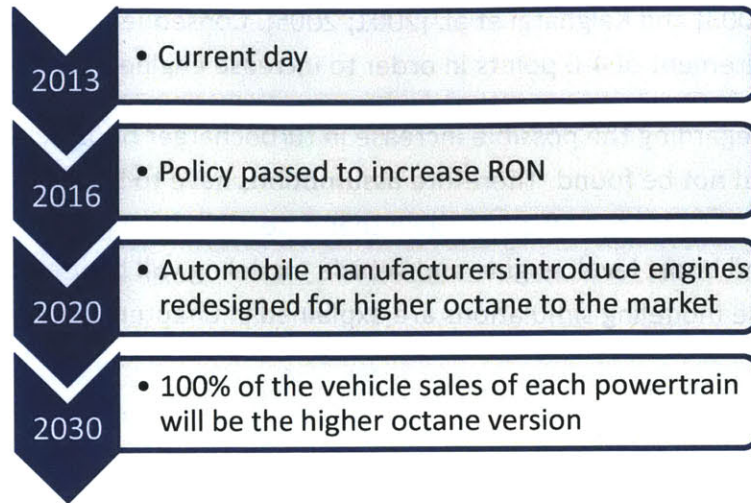 2013
• Current day
2016
• Policy passed to increase RON
2020
• Automobile manufacturers introduce engines
redesigned for higher octane to the market
2030
• 100% of the vehicle sales of each powertrain
will be the higher octane version